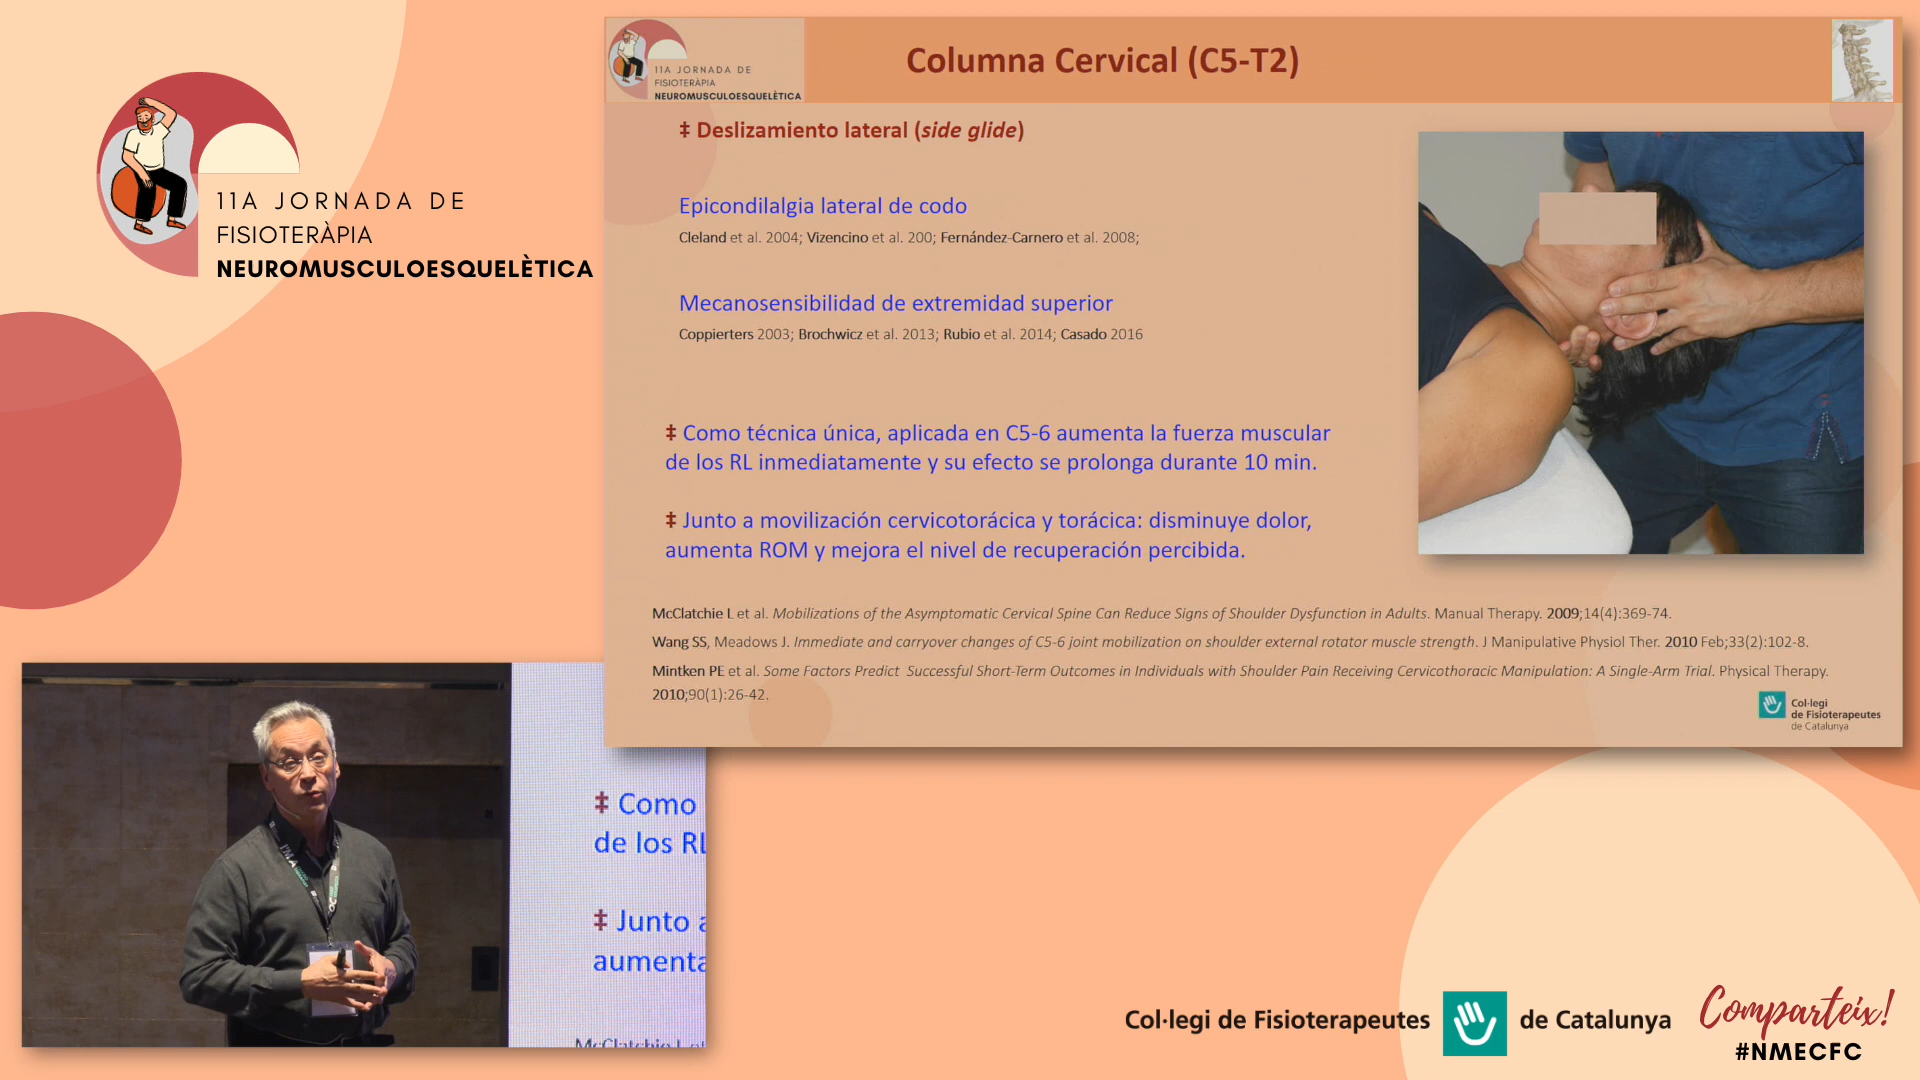 11A JORNADA DE
FISIOTERÀPIA
NEUROMUSCULOESQUELÈTICA
11A JORNADA DE
FISIOTERÀPIA
NEUROMUSCULOESQUELÈTICA
Columna Cervical (C5-T2)
‡ Deslizamiento lateral (side glide)
Epicondilalgia lateral de codo
Cleland et al. 2004; Vizencino et al. 200; Fernández-Carnero et al. 2008;
Mecanosensibilidad de extremidad superior
Coppierters 2003; Brochwicz et al. 2013; Rubio et al. 2014; Casado 2016
‡ Como técnica única, aplicada en C5-6 aumenta la fuerza muscular
de los RL inmediatamente y su efecto se prolonga durante 10 min.
‡ Junto a movilización cervicotorácica y torácica: disminuye dolor,
aumenta ROM y mejora el nivel de recuperación percibida.
McClatchie L et al. Mobilizations of the Asymptomatic Cervical Spine Can Reduce Signs of Shoulder Dysfunction in Adults. Manual Therapy. 2009;14(4):369-74.
Wang SS, Meadows J. Immediate and carryover changes of C5-6 joint mobilization on shoulder external rotator muscle strength. J Manipulative Physiol Ther. 2010 Feb;33(2):102-8.
Mintken PE et al. Some Factors Predict Successful Short-Term Outcomes in Individuals with Shoulder Pain Receiving Cervicothoracic Manipulation: A Single-Arm Trial. Physical Therapy.
2010;90(1):26-42.
Col·legi
de Fisioterapeutes
de Catalunya
‡ Como
de los RL
‡ Junto a
aumenta
McClatchie L et
Col·legi de Fisioterapeutes de Catalunya
Comparteix!
#NMECFC